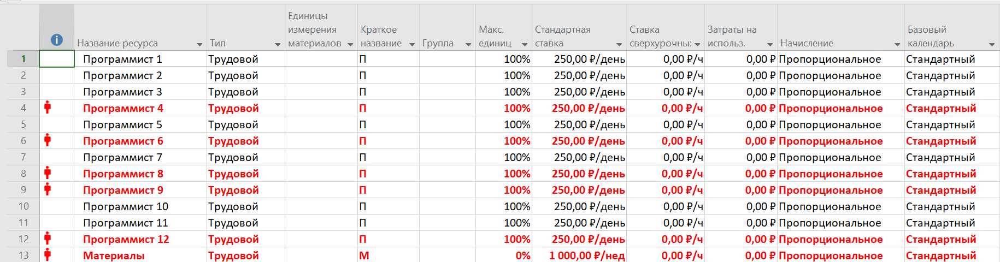 Название ресурса Тип Единицы измерения материалов Краткое название Группа Макс. единиц Стандартная ставка Ставка сверхурочны Затраты на использ. Начисление Базовый календарь
1 Программист 1 Трудовой П 100% 250,00 ₽/день 0,00 ₽/ч 0,00 ₽ Пропорциональное Стандартный
2 Программист 2 Трудовой П 100% 250,00 ₽/день 0,00 ₽/ч 0,00 ₽ Пропорциональное Стандартный
3 Программист 3 Трудовой П 100% 250,00 ₽/день 0,00 ₽/ч 0,00 ₽ Пропорциональное Стандартный
4 Программист 4 Трудовой П 100% 250,00 ₽/день 0,00 ₽/ч 0,00 ₽ Пропорциональное Стандартный
5 Программист 5 Трудовой П 100% 250,00 ₽/день 0,00 ₽/ч 0,00 ₽ Пропорциональное Стандартный
6 Программист 6 Трудовой П 100% 250,00 ₽/день 0,00 ₽/ч 0,00 ₽ Пропорциональное Стандартный
7 Программист 7 Трудовой П 100% 250,00 ₽/день 0,00 ₽/ч 0,00 ₽ Пропорциональное Стандартный
8 Программист 8 Трудовой П 100% 250,00 ₽/день 0,00 ₽/ч 0,00 ₽ Пропорциональное Стандартный
9 Программист 9 Трудовой П 100% 250,00 ₽/день 0,00 ₽/ч 0,00 ₽ Пропорциональное Стандартный
10 Программист 10 Трудовой П 100% 250,00 ₽/день 0,00 ₽/ч 0,00 ₽ Пропорциональное Стандартный
11 Программист 11 Трудовой П 100% 250,00 ₽/день 0,00 ₽/ч 0,00 ₽ Пропорциональное Стандартный
12 Программист 12 Трудовой П 100% 250,00 ₽/день 0,00 ₽/ч 0,00 ₽ Пропорциональное Стандартный
13 Материалы Трудовой М 0% 1 000,00 ₽/нед 0,00 ₽/ч 0,00 ₽ Пропорциональное Стандартный